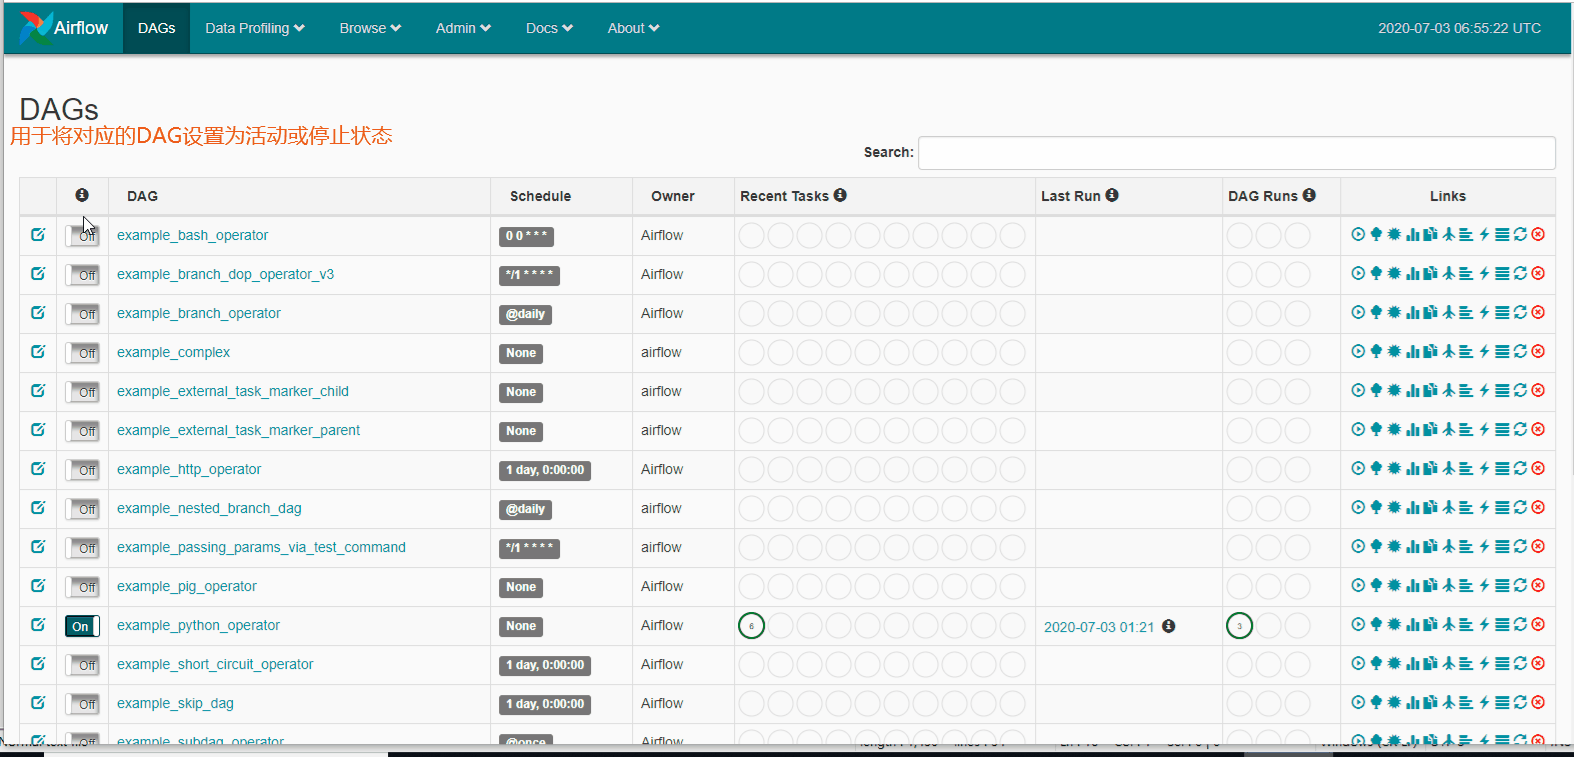 Airflow DAGs Data Profiling Browse Admin Docs About 2020-07-03 06:55:22 UTC
DAGs
用于将对应的DAG设置为活动或停止状态
Search:
DAG Schedule Owner Recent Tasks Last Run DAG Runs Links
Off example_bash_operator 0 0 * * * Airflow
Off example_branch_dop_operator_v3 */1 * * * * Airflow
Off example_branch_operator @daily Airflow
Off example_complex None airflow
Off example_external_task_marker_child None airflow
Off example_external_task_marker_parent None airflow
Off example_http_operator 1 day, 0:00:00 Airflow
Off example_nested_branch_dag @daily airflow
Off example_passing_params_via_test_command */1 * * * * airflow
Off example_pig_operator None Airflow
On example_python_operator None Airflow 6 2020-07-03 01:21 3
Off example_short_circuit_operator 1 day, 0:00:00 Airflow
Off example_skip_dag 1 day, 0:00:00 Airflow
Off example_subdag_operator @once Airflow